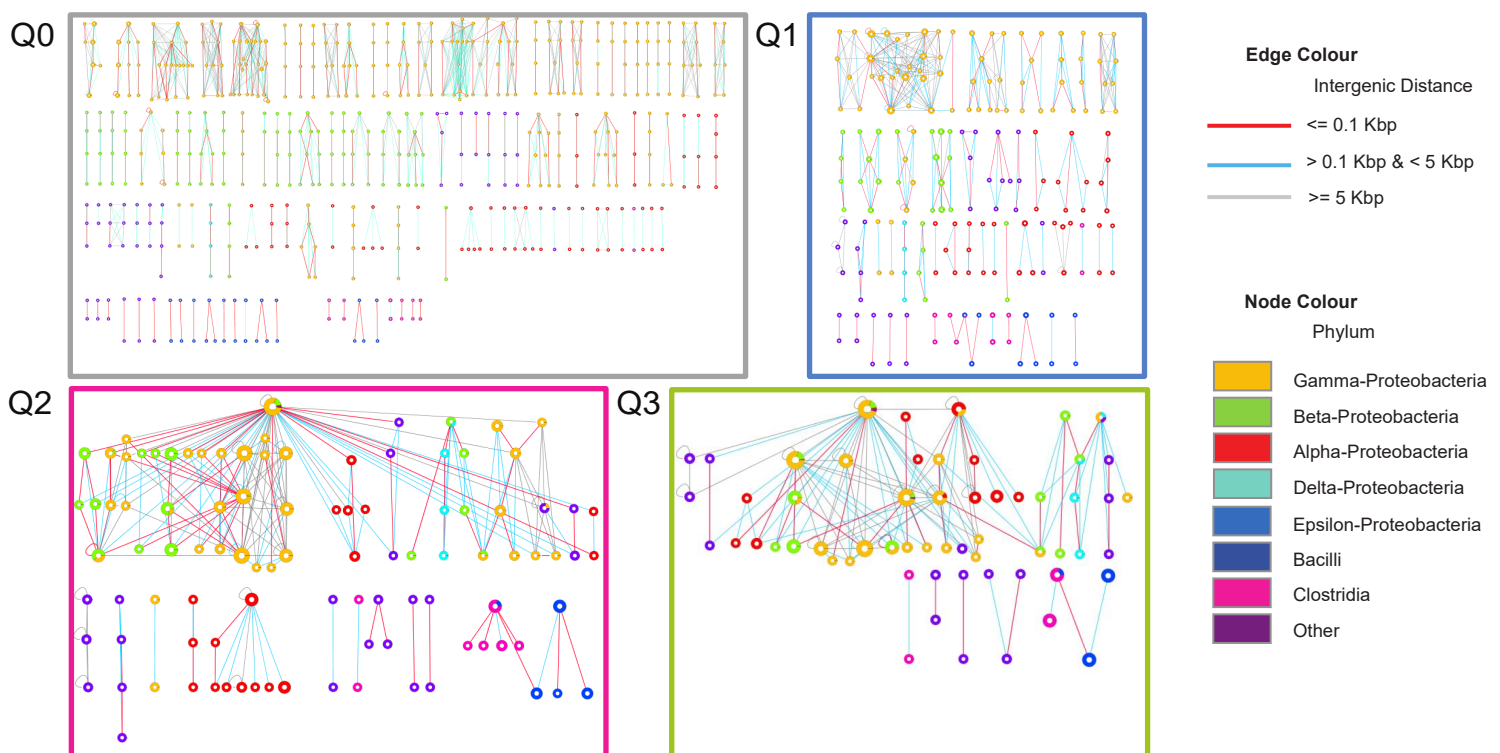 Q0
Q1
Edge Colour
Intergenic Distance
<= 0.1 Kbp
> 0.1 Kbp & < 5 Kbp
>= 5 Kbp
Node Colour
Phylum
Gamma-Proteobacteria
Beta-Proteobacteria
Alpha-Proteobacteria
Delta-Proteobacteria
Epsilon-Proteobacteria
Bacilli
Clostridia
Other
Q2
Q3